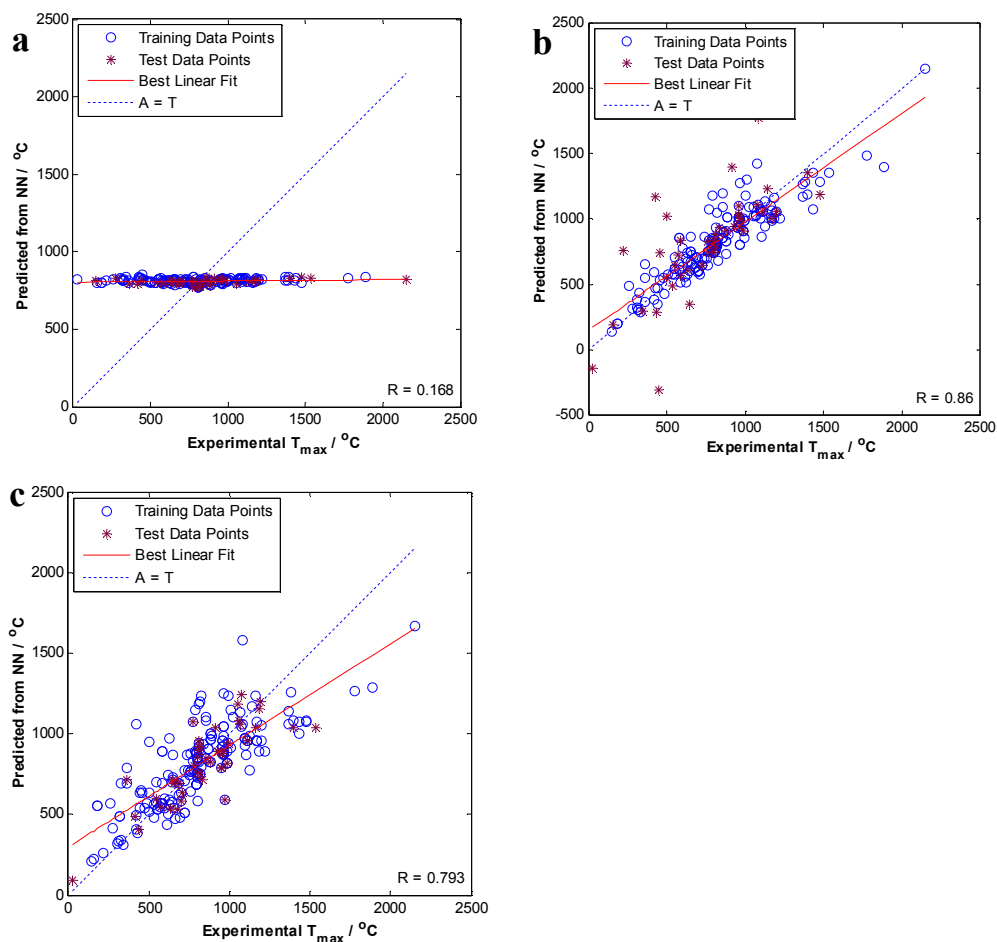 a
2500
2000
1500
1000
500
0
Predicted from NN / °C
Training Data Points
Test Data Points
Best Linear Fit
A = T
R = 0.168
0
500
1000
1500
2000
2500
Experimental Tmax / °C
b
2500
2000
1500
1000
500
0
-500
Predicted from NN / °C
Training Data Points
Test Data Points
Best Linear Fit
A = T
R = 0.86
0
500
1000
1500
2000
2500
Experimental Tmax / °C
c
2500
2000
1500
1000
500
0
Predicted from NN / °C
Training Data Points
Test Data Points
Best Linear Fit
A = T
R = 0.793
0
500
1000
1500
2000
2500
Experimental Tmax / °C